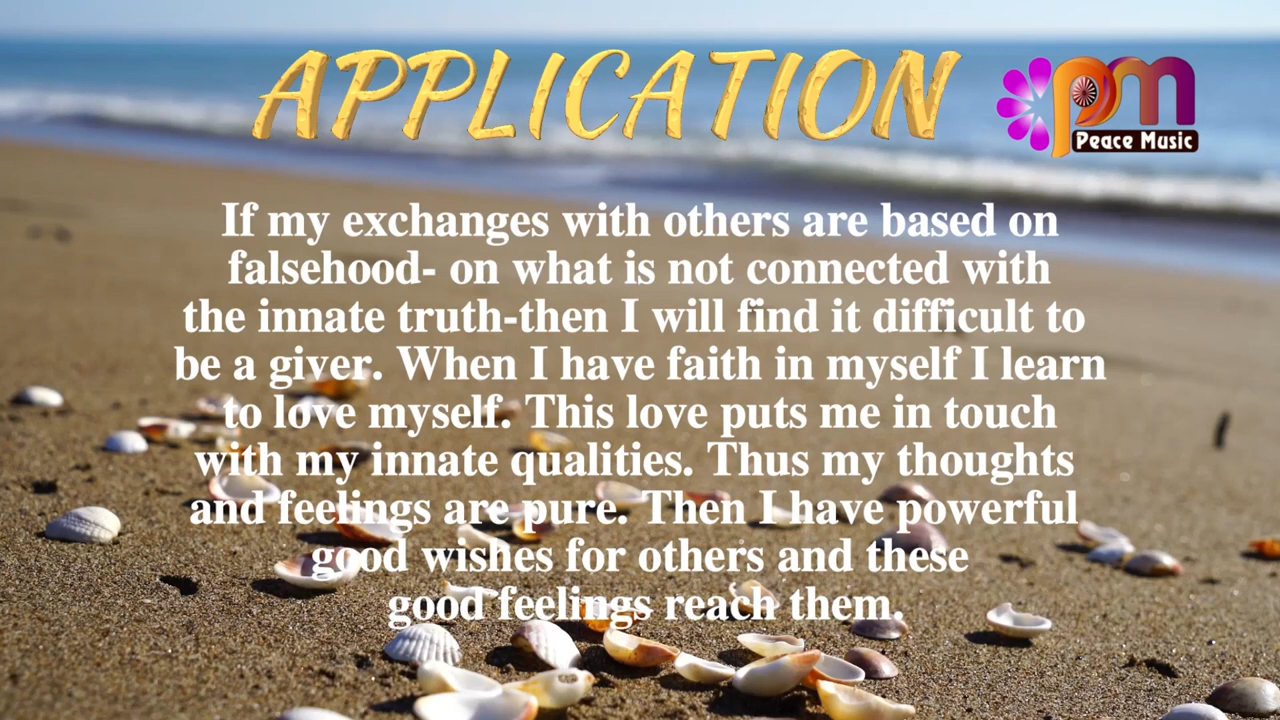 APPLICATION
pm
Peace Music
If my exchanges with others are based on
falsehood- on what is not connected with
the innate truth-then I will find it difficult to
be a giver. When I have faith in myself I learn
to love myself. This love puts me in touch
with my innate qualities. Thus my thoughts
and feelings are pure. Then I have powerful
good wishes for others and these
good feelings reach them.